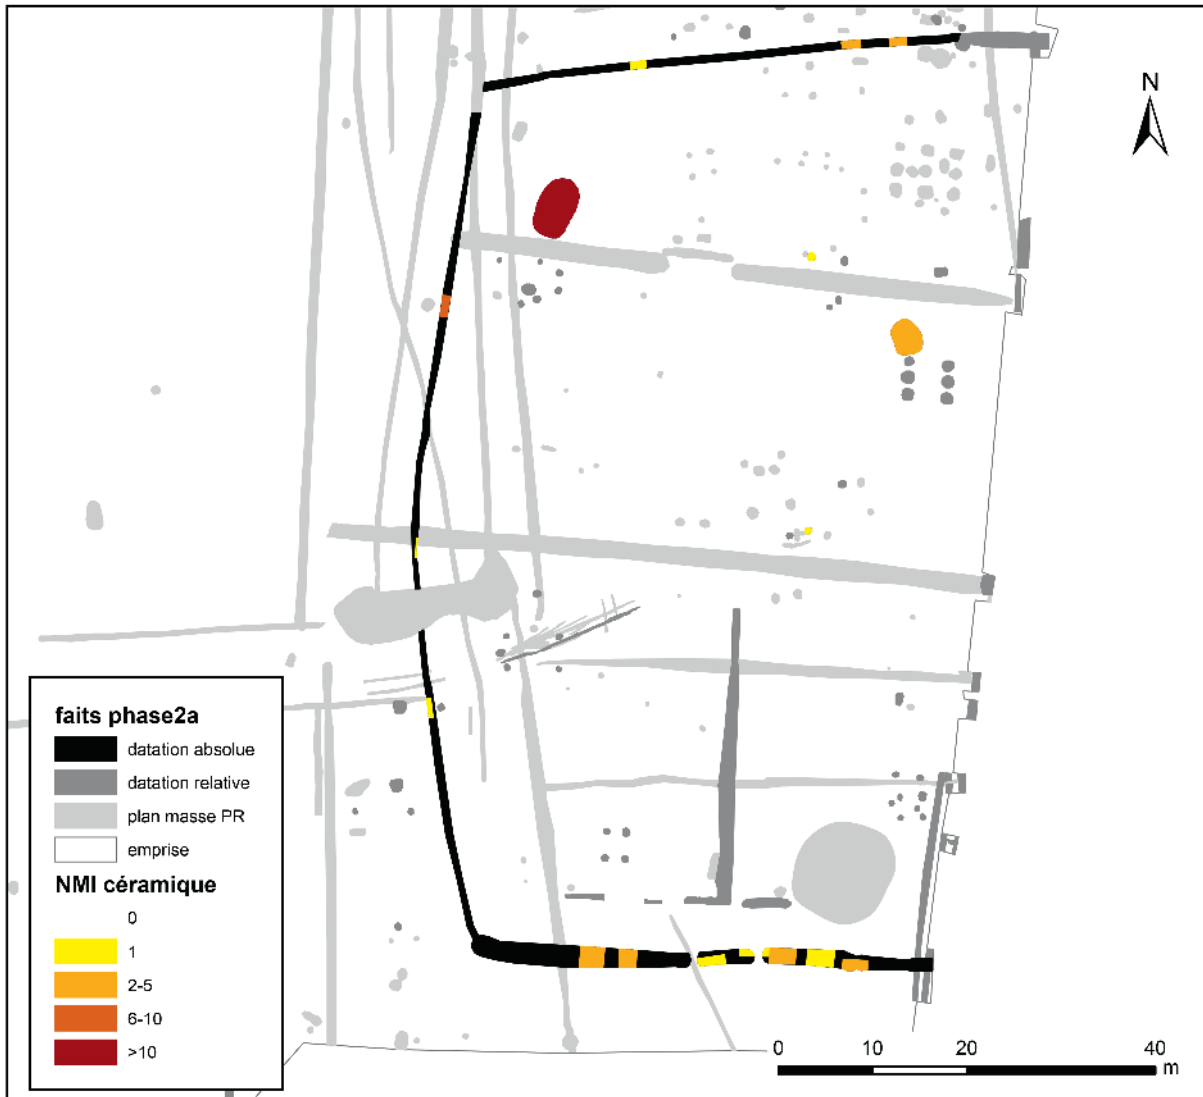 N
faits phase2a
datation absolue
datation relative
plan masse PR
emprise
NMI céramique
0
1
2-5
6-10
>10
0 10 20 40
m